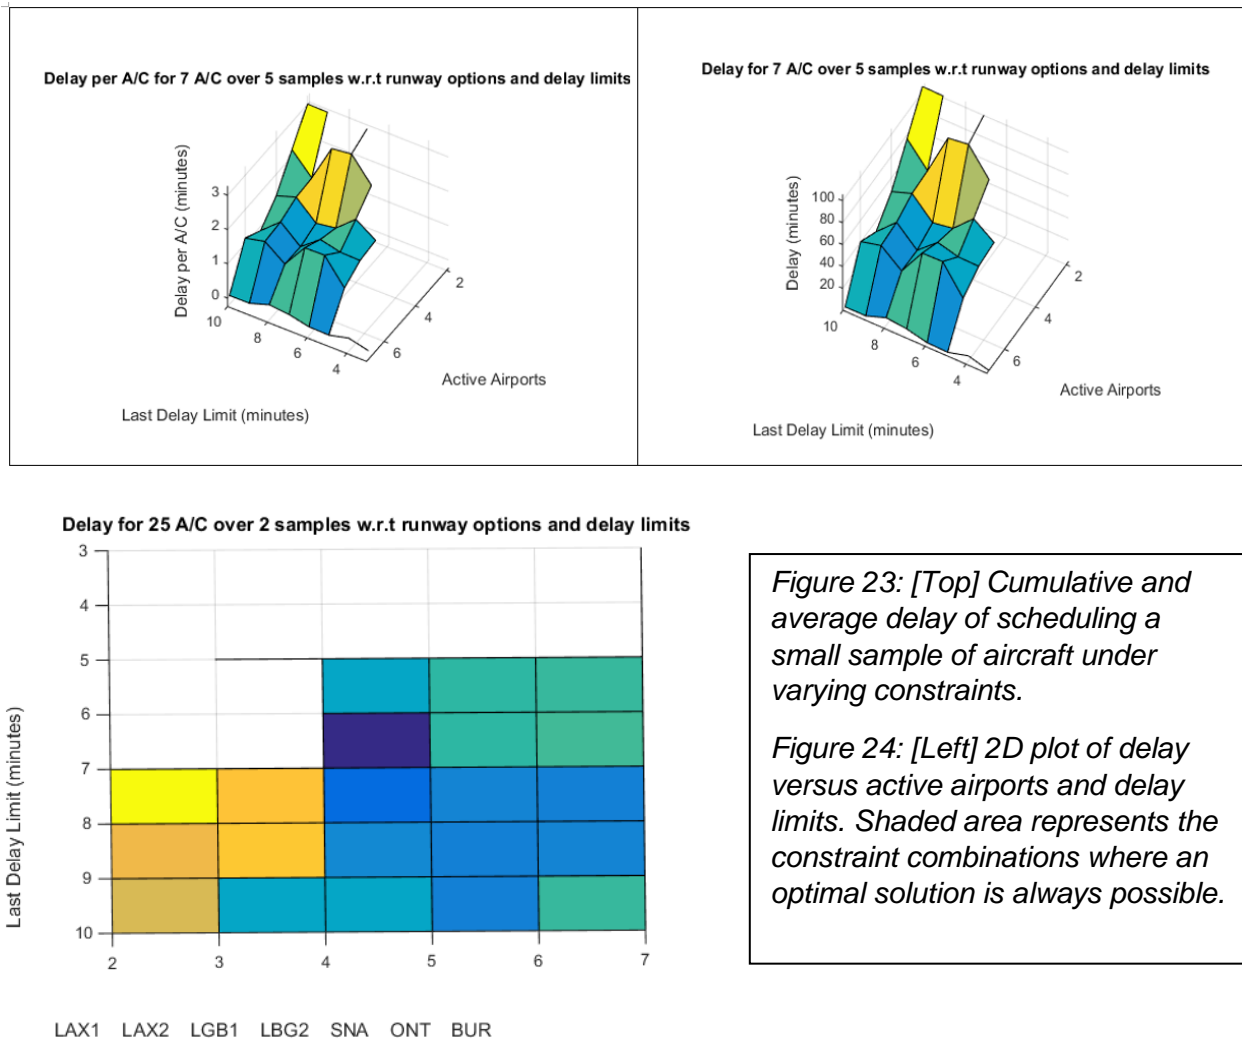 Delay per A/C for 7 A/C over 5 samples w.r.t runway options and delay limits
Delay per A/C (minutes)
3
2
1
0
10
8
6
4
2
4
6
Active Airports
Last Delay Limit (minutes)
Delay for 7 A/C over 5 samples w.r.t runway options and delay limits
Delay (minutes)
100
80
60
40
20
10
8
6
4
2
4
6
Active Airports
Last Delay Limit (minutes)
Delay for 25 A/C over 2 samples w.r.t runway options and delay limits
Last Delay Limit (minutes)
3
4
5
6
7
8
9
10
2 3 4 5 6 7
LAX1 LAX2 LGB1 LBG2 SNA ONT BUR
Figure 23: [Top] Cumulative and
average delay of scheduling a
small sample of aircraft under
varying constraints.
Figure 24: [Left] 2D plot of delay
versus active airports and delay
limits. Shaded area represents the
constraint combinations where an
optimal solution is always possible.